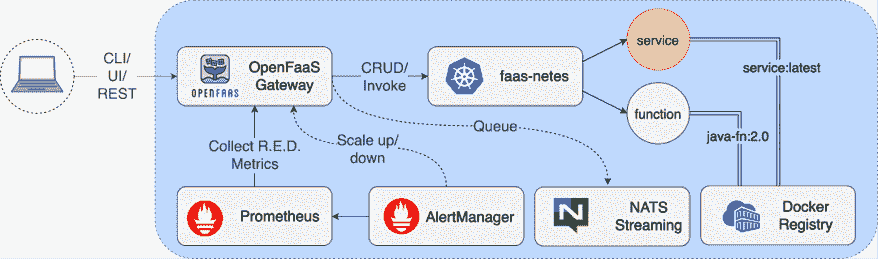 CLI/
UI/
REST
OPENFAAS
OpenFaaS
Gateway
CRUD/
Invoke
faas-netes
service
function
service:latest
java-fn:2.0
Collect R.E.D.
Metrics
Scale up/
down
Queue
Prometheus
AlertManager
N
NATS
Streaming
Docker
Registry